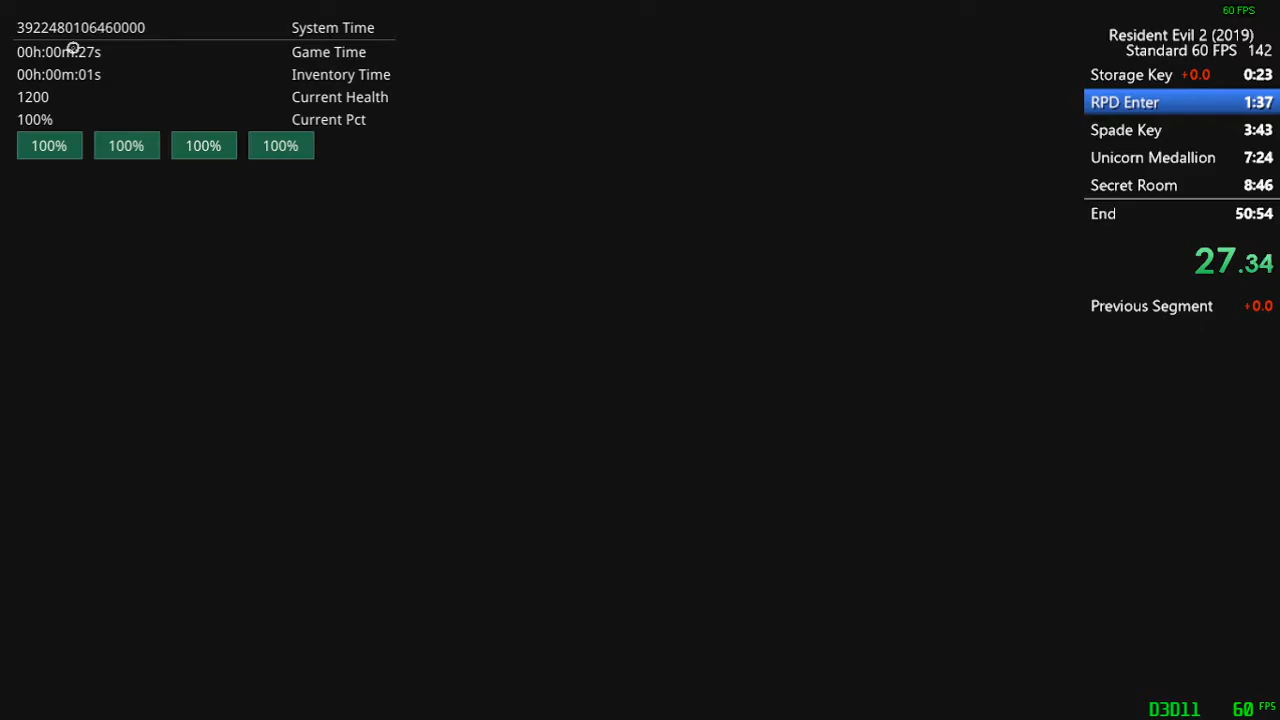 60 FPS
3922480106460000 System Time
00h:00m:27s Game Time
00h:00m:01s Inventory Time
1200 Current Health
100% Current Pct
100% 100% 100% 100%
Resident Evil 2 (2019)
Standard 60 FPS 142
Storage Key +0.0 0:23
RPD Enter 1:37
Spade Key 3:43
Unicorn Medallion 7:24
Secret Room 8:46
End 50:54
27.34
Previous Segment +0.0
D3D11 60 FPS